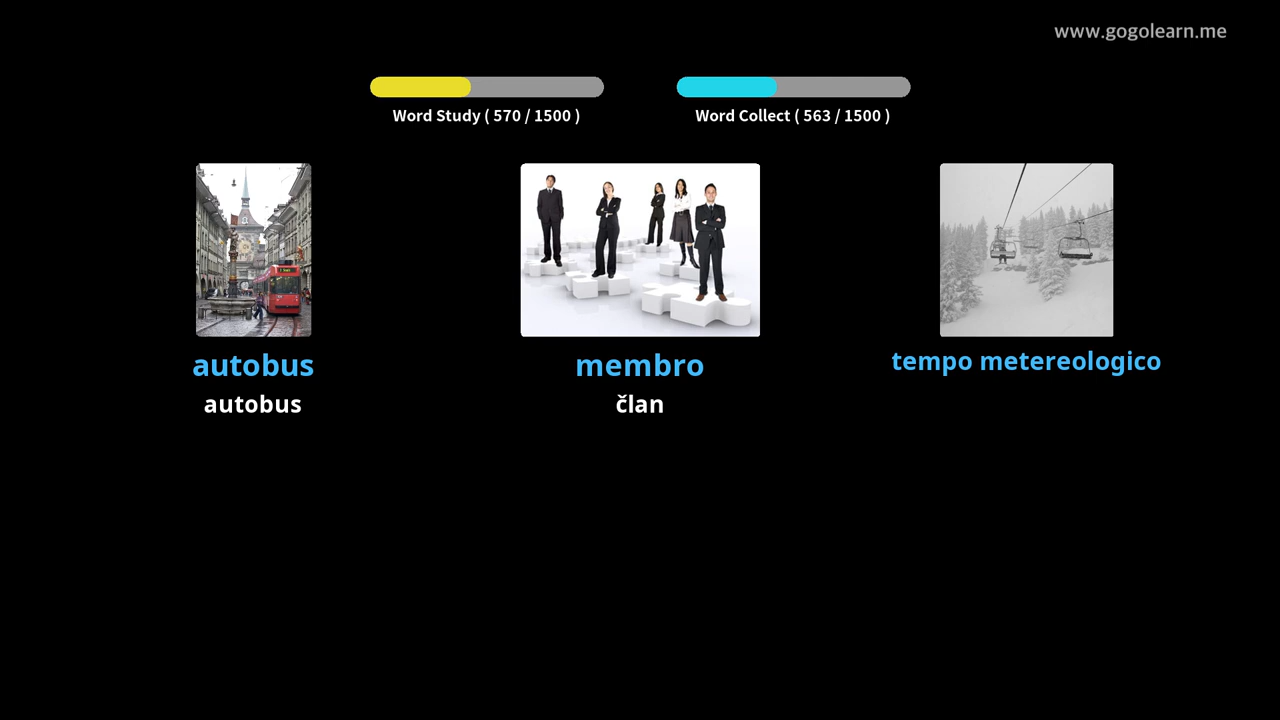 www.gogolearn.me
Word Study ( 570 / 1500 )
Word Collect ( 563 / 1500 )
autobus
autobus
membro
član
tempo metereologico